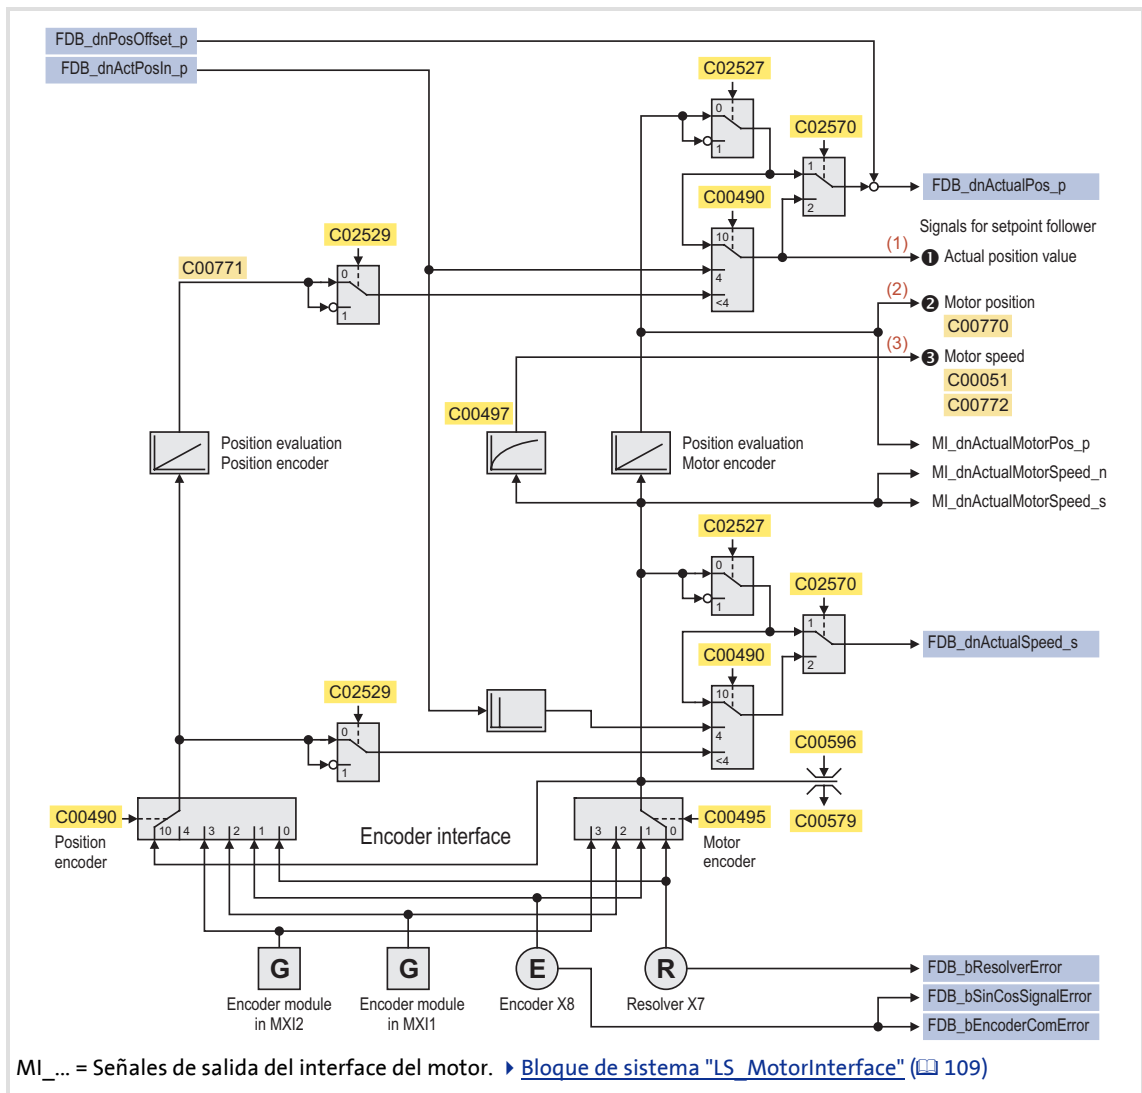 FDB_dnPosOffset_p
FDB_dnActPosIn_p
C02527
0
1
C02570
1
2
FDB_dnActualPos_p
C00490
10
4
<4
Signals for setpoint follower
(1)
❶ Actual position value
C02529
0
1
C00771
(2)
❷ Motor position
C00770
(3)
❸ Motor speed
C00051
C00772
C00497
Position evaluation
Position encoder
Position evaluation
Motor encoder
MI_dnActualMotorPos_p
MI_dnActualMotorSpeed_n
MI_dnActualMotorSpeed_s
C02527
0
1
C02570
1
2
FDB_dnActualSpeed_s
C00490
10
4
<4
C02529
0
1
C00596
C00579
C00490
Position
encoder
10 4 3 2 1 0
Encoder interface
3 2 1 0
C00495
Motor
encoder
G
Encoder module
in MXI2
G
Encoder module
in MXI1
E
Encoder X8
R
Resolver X7
FDB_bResolverError
FDB_bSinCosSignalError
FDB_bEncoderComError
MI_... = Señales de salida del interface del motor. ▶ Bloque de sistema "LS_MotorInterface" (🕮 109)